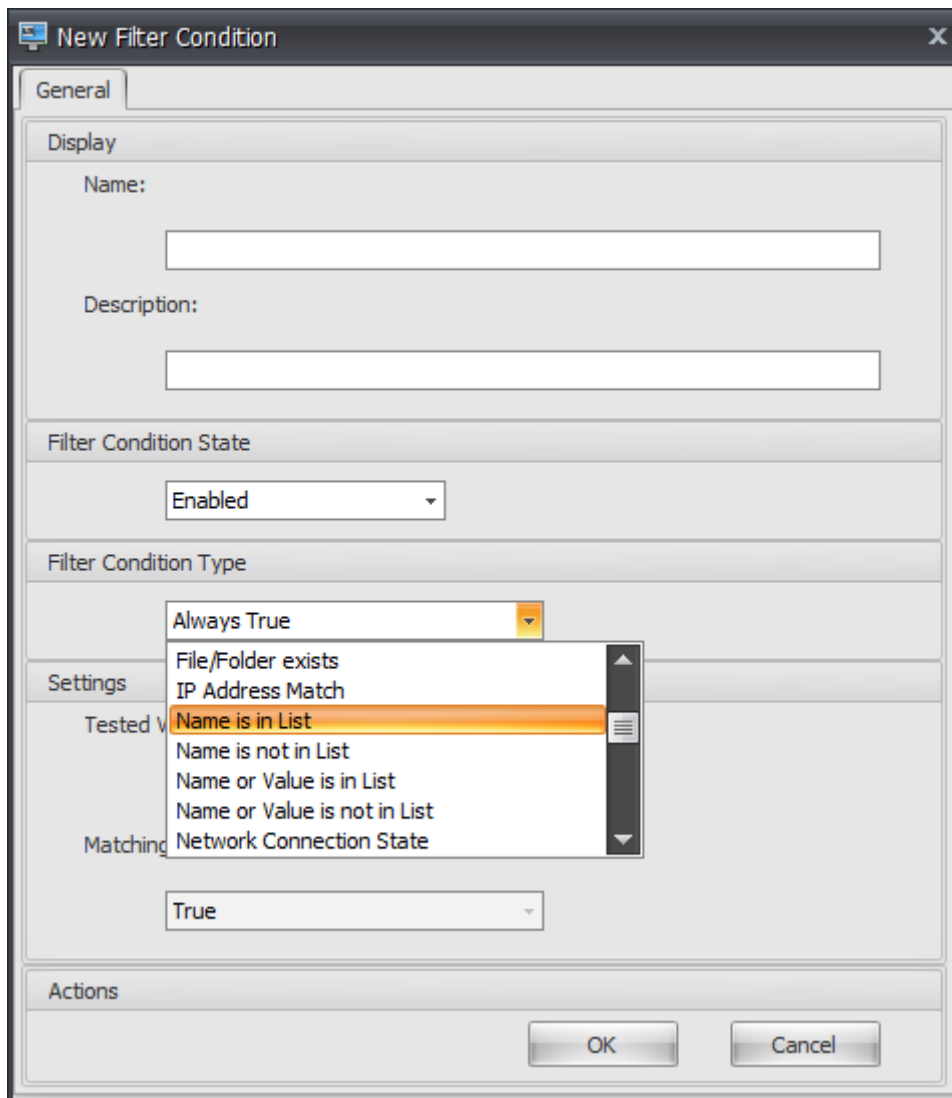 New Filter Condition
General
Display
Name:
Description:
Filter Condition State
Enabled
Filter Condition Type
Always True
File/Folder exists
IP Address Match
Settings
Name is in List
Tested
Name is not in List
Name or Value is in List
Name or Value is not in List
Matching
Network Connection State
True
Actions
OK Cancel